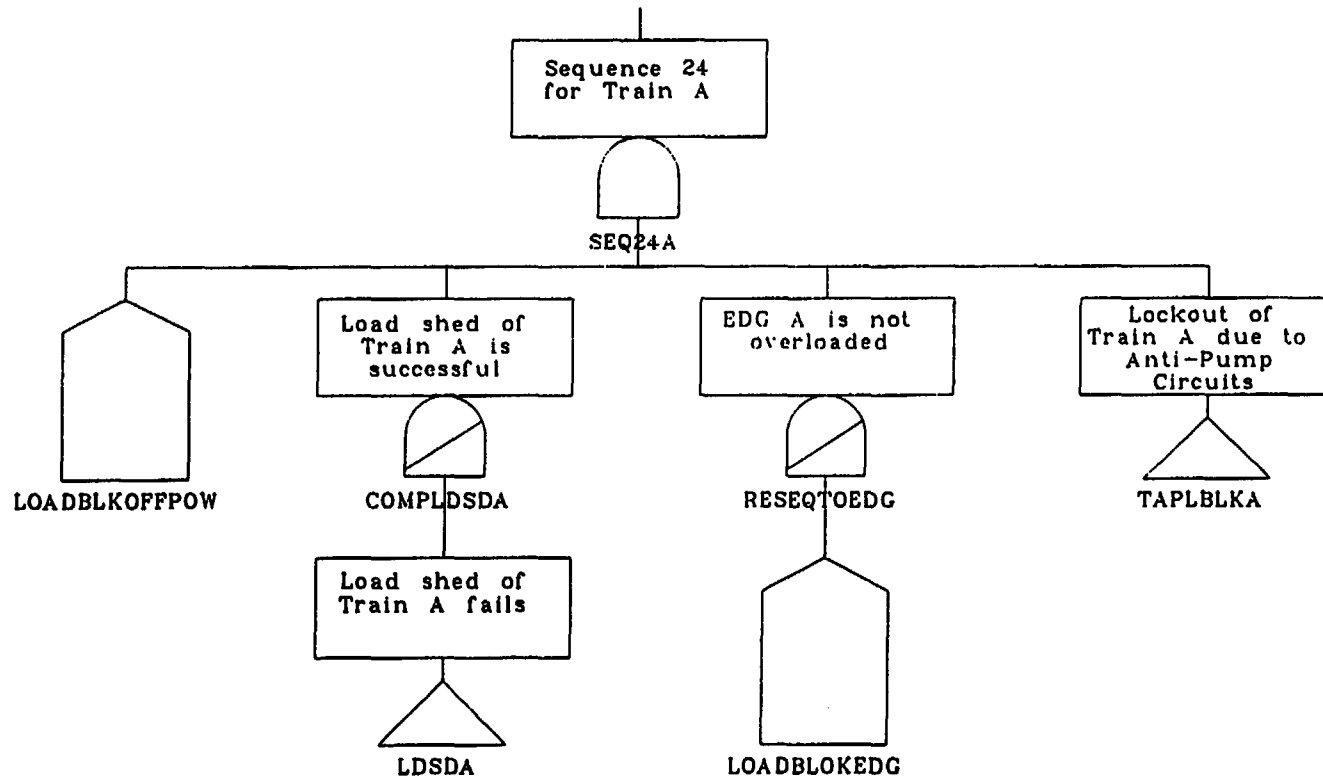 Sequence 24
for Train A
SEQ24A
Load shed of
Train A is
successful
EDG A is not
overloaded
Lockout of
Train A due to
Anti-Pump
Circuits
LOADBLKOFFPOW
COMPLDSDA
RESEQTOEDG
TAPLBLKA
Load shed of
Train A fails
LDSDA
LOADBLOKEDG